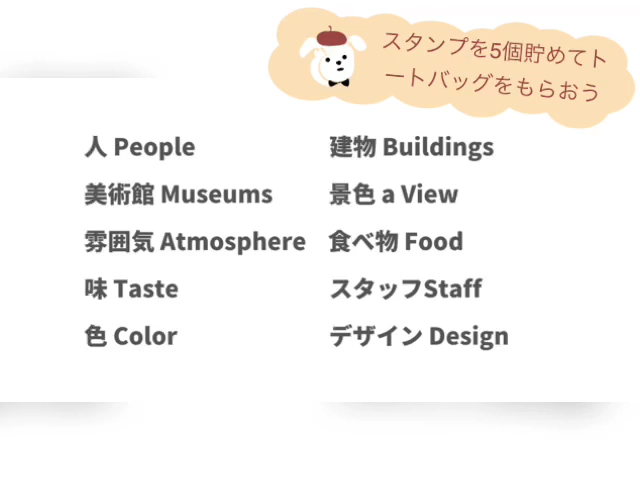 スタンプを5個貯めてト
ートバッグをもらおう
人 People
美術館 Museums
雰囲気 Atmosphere
味 Taste
色 Color
建物 Buildings
景色 a View
食べ物 Food
スタッフStaff
デザイン Design